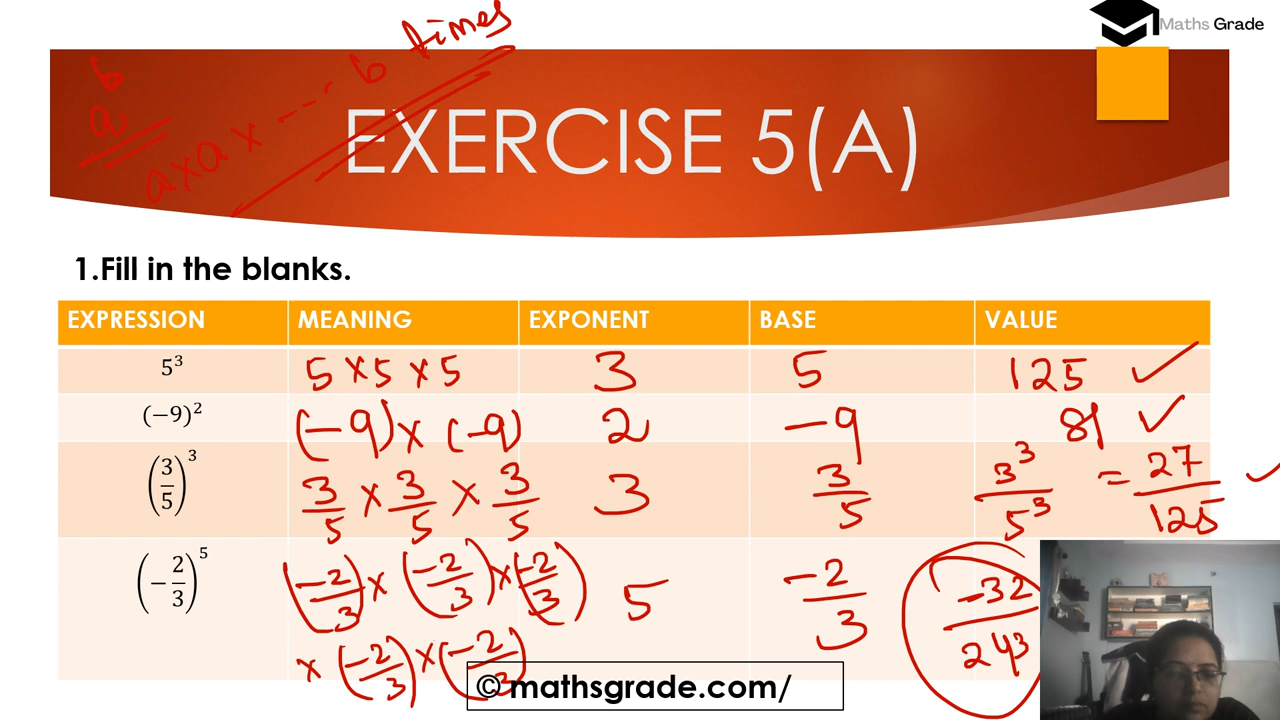 Maths Grade
a^b
a × a × --- b times
EXERCISE 5(A)
1.Fill in the blanks.
EXPRESSION MEANING EXPONENT BASE VALUE
5³ 5 × 5 × 5 3 5 125 ✓
(−9)² (−9) × (−9) 2 −9 81 ✓
(3/5)³ 3/5 × 3/5 × 3/5 3 3/5 3³/5³ = 27/125 ✓
(−2/3)⁵ (−2/3) × (−2/3) × (−2/3) 5 −2/3 −32/243
× (−2/3) × (−2/3)
© mathsgrade.com/